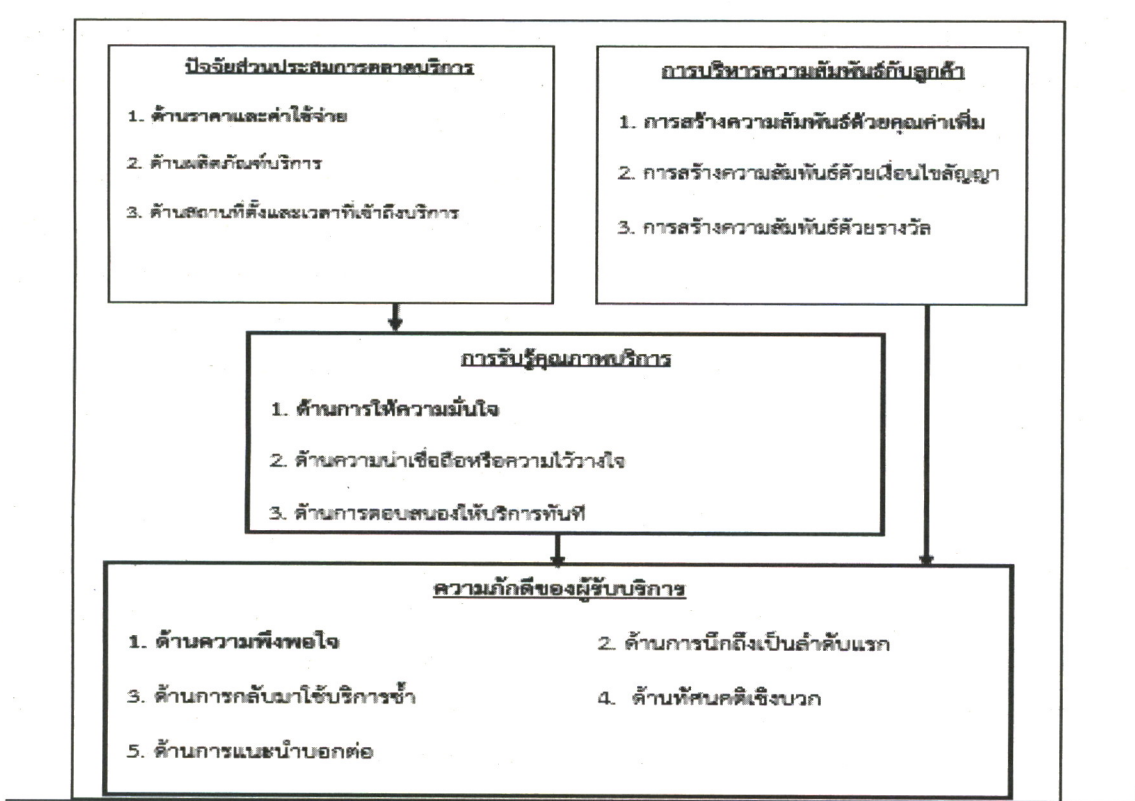 ปัจจัยส่วนประสมการตลาดบริการ
1. ด้านราคาและค่าใช้จ่าย
2. ด้านผลิตภัณฑ์บริการ
3. ด้านสถานที่ตั้งและเวลาที่เข้าถึงบริการ
การบริหารความสัมพันธ์กับลูกค้า
1. การสร้างความสัมพันธ์ด้วยคุณค่าเพิ่ม
2. การสร้างความสัมพันธ์ด้วยเงื่อนไขสัญญา
3. การสร้างความสัมพันธ์ด้วยรางวัล
การรับรู้คุณภาพบริการ
1. ด้านการให้ความมั่นใจ
2. ด้านความน่าเชื่อถือหรือความไว้วางใจ
3. ด้านการตอบสนองให้บริการทันที
ความภักดีของผู้รับบริการ
1. ด้านความพึงพอใจ 2. ด้านการนึกถึงเป็นลำดับแรก
3. ด้านการกลับมาใช้บริการซ้ำ 4. ด้านทัศนคติเชิงบวก
5. ด้านการแนะนำบอกต่อ